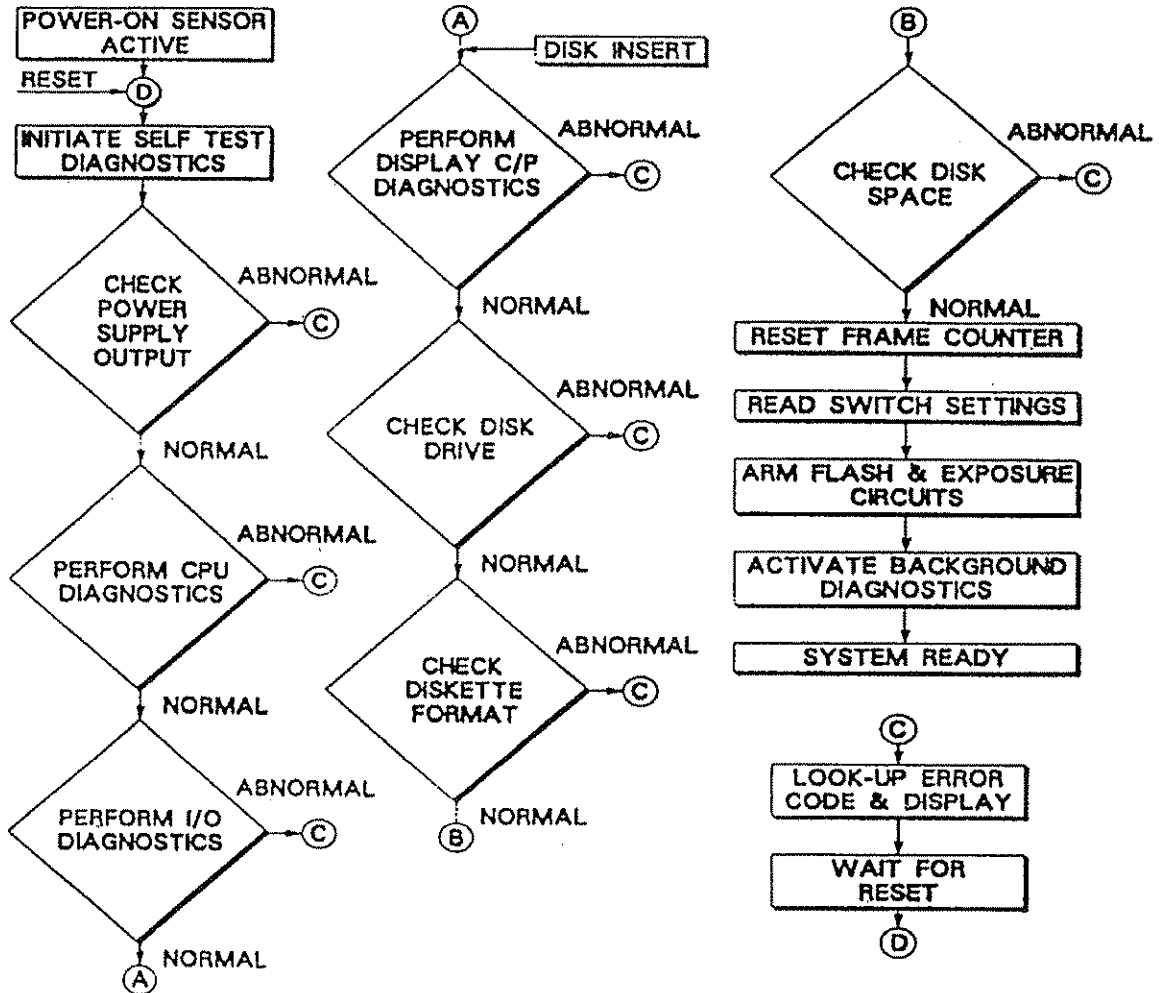 POWER-ON SENSOR
ACTIVE
RESET
D
INITIATE SELF TEST
DIAGNOSTICS
CHECK
POWER
SUPPLY
OUTPUT
ABNORMAL
C
NORMAL
PERFORM CPU
DIAGNOSTICS
ABNORMAL
C
NORMAL
PERFORM I/O
DIAGNOSTICS
ABNORMAL
C
NORMAL
A
A
DISK INSERT
PERFORM
DISPLAY C/P
DIAGNOSTICS
ABNORMAL
C
NORMAL
CHECK DISK
DRIVE
ABNORMAL
C
NORMAL
CHECK
DISKETTE
FORMAT
ABNORMAL
C
NORMAL
B
B
CHECK DISK
SPACE
ABNORMAL
C
NORMAL
RESET FRAME COUNTER
READ SWITCH SETTINGS
ARM FLASH & EXPOSURE
CIRCUITS
ACTIVATE BACKGROUND
DIAGNOSTICS
SYSTEM READY
C
LOOK-UP ERROR
CODE & DISPLAY
WAIT FOR
RESET
D